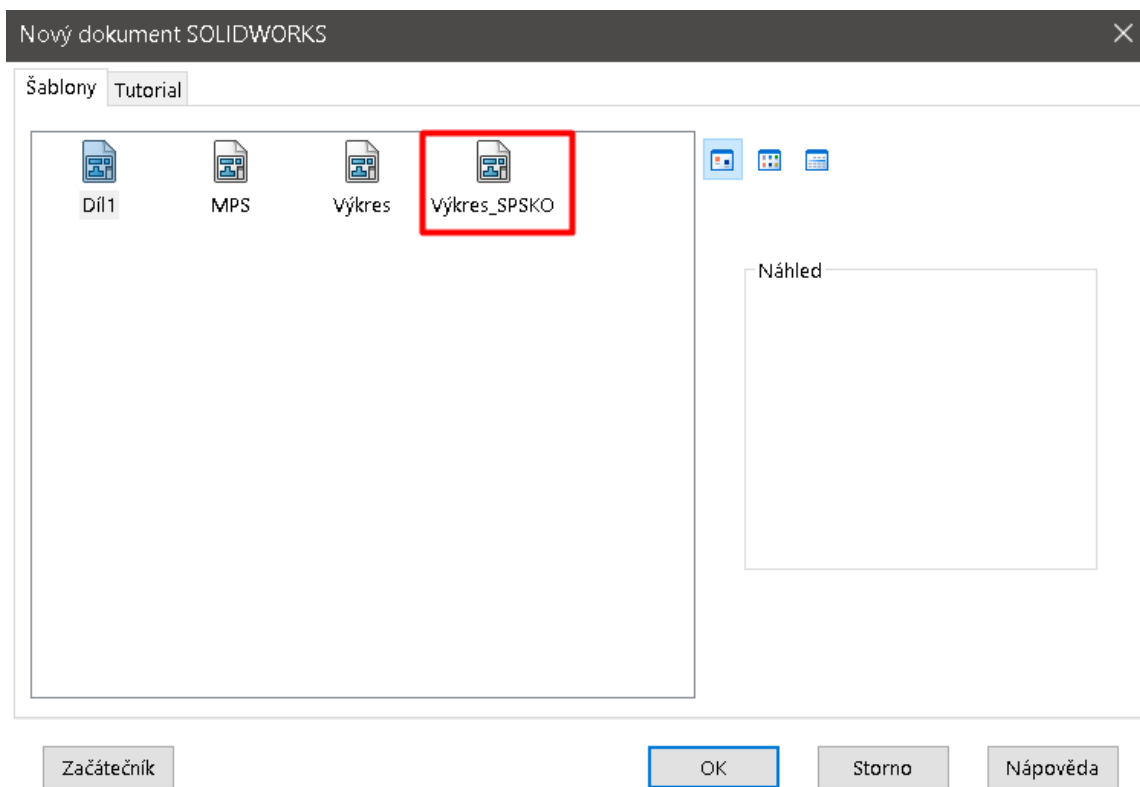 Nový dokument SOLIDWORKS
Šablony Tutorial
Díl1 MPS Výkres Výkres_SPSKO
Náhled
Začátečník OK Storno Nápověda